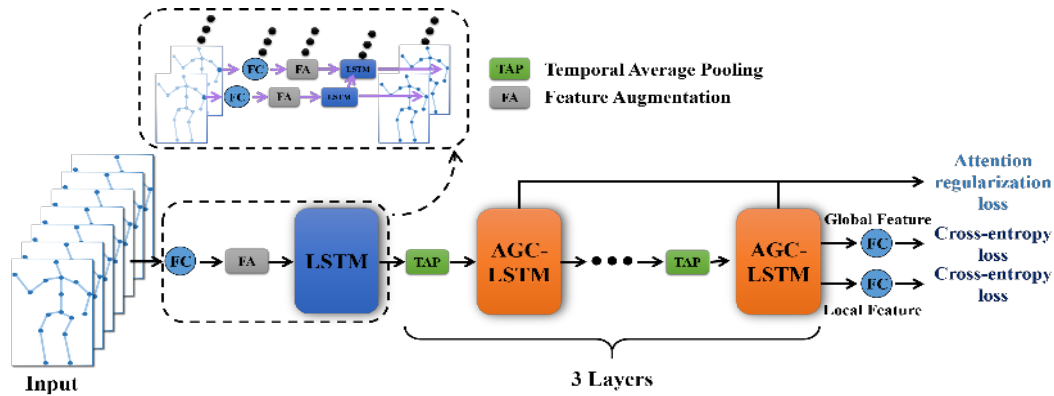 FC
FA
LSTM
FC
FA
LSTM
TAP
Temporal Average Pooling
FA
Feature Augmentation
Input
FC
FA
LSTM
TAP
AGC-
LSTM
TAP
AGC-
LSTM
3 Layers
Attention
regularization
loss
Global Feature
FC
Cross-entropy
loss
FC
Local Feature
Cross-entropy
loss